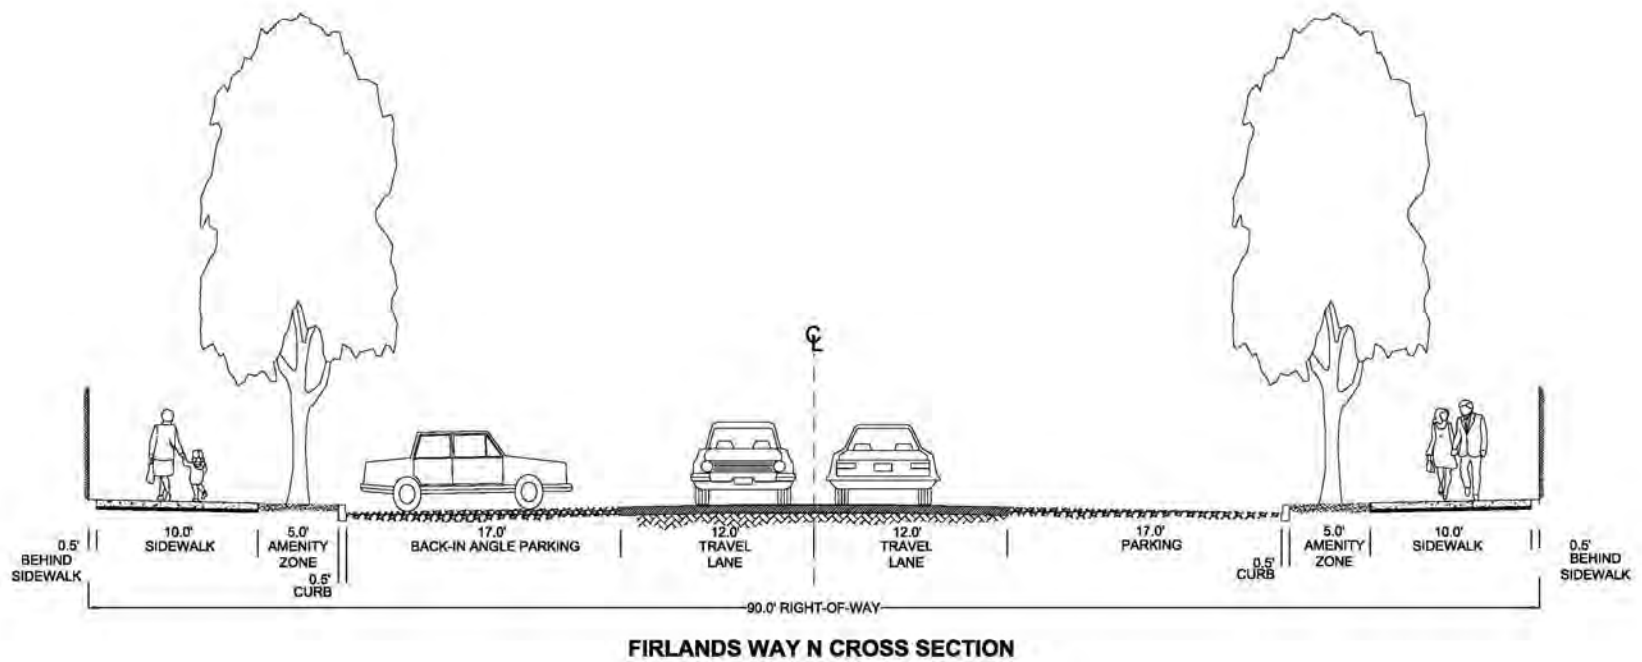 ℄
0.5'
BEHIND
SIDEWALK
10.0'
SIDEWALK
5.0'
AMENITY
ZONE
0.5'
CURB
17.0'
BACK-IN ANGLE PARKING
12.0'
TRAVEL
LANE
12.0'
TRAVEL
LANE
17.0'
PARKING
0.5'
CURB
5.0'
AMENITY
ZONE
10.0'
SIDEWALK
0.5'
BEHIND
SIDEWALK
90.0' RIGHT-OF-WAY
FIRLANDS WAY N CROSS SECTION